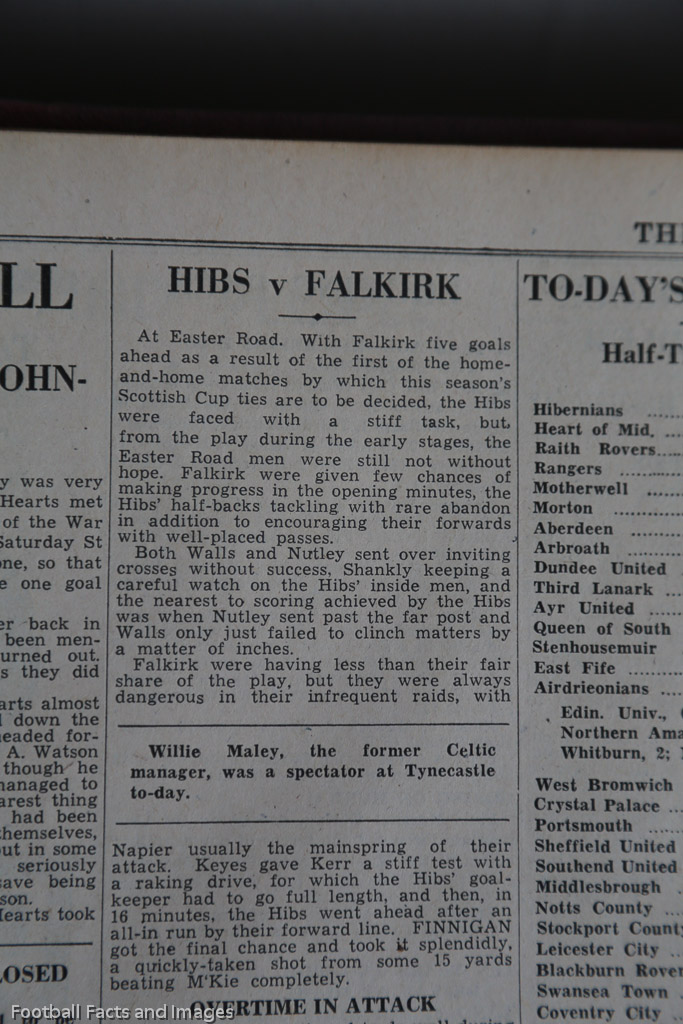 THE
LL
OHN-
y was very
Hearts met
of the War
Saturday St
one, so that
e one goal
er back in
been men-
urned out.
s they did
arts almost
down the
headed for-
A. Watson
though he
managed to
arest thing
had been
themselves,
out in some
seriously
ave being
son.
Hearts took
LOSED
HIBS v FALKIRK
At Easter Road. With Falkirk five goals
ahead as a result of the first of the home-
and-home matches by which this season's
Scottish Cup ties are to be decided, the Hibs
were faced with a stiff task, but,
from the play during the early stages, the
Easter Road men were still not without
hope. Falkirk were given few chances of
making progress in the opening minutes, the
Hibs' half-backs tackling with rare abandon
in addition to encouraging their forwards
with well-placed passes.
Both Walls and Nutley sent over inviting
crosses without success, Shankly keeping a
careful watch on the Hibs' inside men, and
the nearest to scoring achieved by the Hibs
was when Nutley sent past the far post and
Walls only just failed to clinch matters by
a matter of inches.
Falkirk were having less than their fair
share of the play, but they were always
dangerous in their infrequent raids, with
Willie Maley, the former Celtic
manager, was a spectator at Tynecastle
to-day.
Napier usually the mainspring of their
attack. Keyes gave Kerr a stiff test with
a raking drive, for which the Hibs' goal-
keeper had to go full length, and then, in
16 minutes, the Hibs went ahead after an
all-in run by their forward line. FINNIGAN
got the final chance and took it splendidly,
a quickly-taken shot from some 15 yards
beating M'Kie completely.
OVERTIME IN ATTACK
TO-DAY'S
Half-T
Hibernians ......
Heart of Mid. ...
Raith Rovers.....
Rangers .........
Motherwell ......
Morton ..........
Aberdeen ........
Arbroath ........
Dundee United
Third Lanark ...
Ayr United .....
Queen of South
Stenhousemuir
East Fife ........
Airdrieonians ....
Edin. Univ.,
Northern Ama
Whitburn, 2;
West Bromwich
Crystal Palace ...
Portsmouth ......
Sheffield United
Southend United
Middlesbrough .
Notts County ....
Stockport County
Leicester City ..
Blackburn Rover
Swansea Town .
Coventry City ..
Football Facts and Images